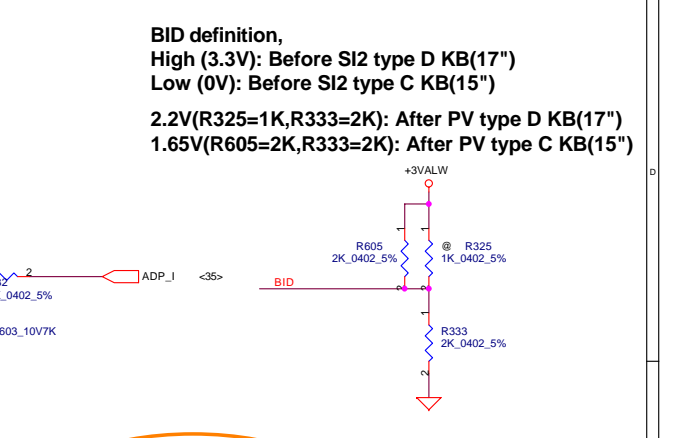 BID definition,
High (3.3V): Before SI2 type D KB(17")
Low (0V): Before SI2 type C KB(15")
2.2V(R325=1K,R333=2K): After PV type D KB(17")
1.65V(R605=2K,R333=2K): After PV type C KB(15")
+3VALW
D
1 1
R605 @ R325
2K_0402_5% 1K_0402_5%
2 ADP_I <35>
_0402_5%
BID
2 2
1
603_10V7K R333
2K_0402_5%
2